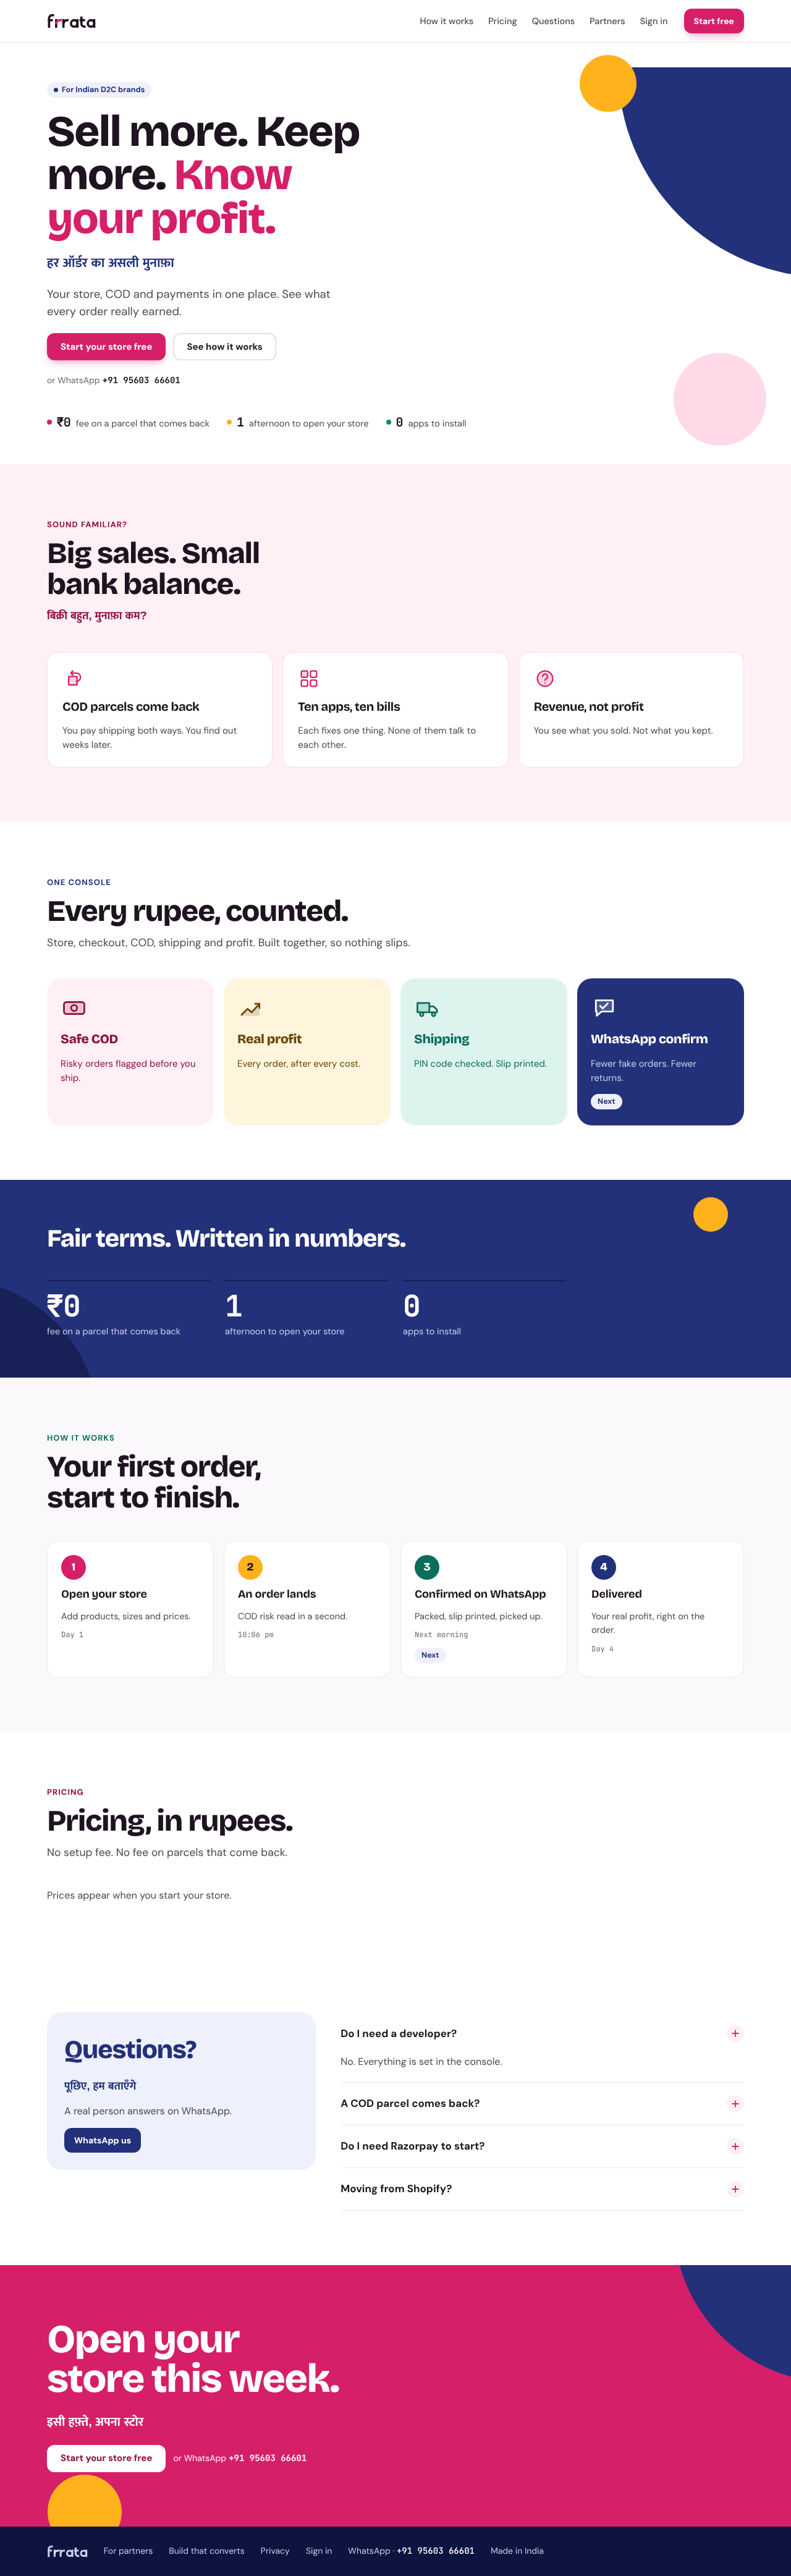 frrata
How it works Pricing Questions Partners Sign in Start free
For Indian D2C brands
Sell more. Keep
more. Know
your profit.
हर ऑर्डर का असली मुनाफ़ा
Your store, COD and payments in one place. See what
every order really earned.
Start your store free See how it works
or WhatsApp +91 95603 66601
₹0 fee on a parcel that comes back 1 afternoon to open your store 0 apps to install
SOUND FAMILIAR?
Big sales. Small
bank balance.
बिक्री बहुत, मुनाफ़ा कम?
COD parcels come back
You pay shipping both ways. You find out
weeks later.
Ten apps, ten bills
Each fixes one thing. None of them talk to
each other.
Revenue, not profit
You see what you sold. Not what you kept.
ONE CONSOLE
Every rupee, counted.
Store, checkout, COD, shipping and profit. Built together, so nothing slips.
Safe COD
Risky orders flagged before you
ship.
Real profit
Every order, after every cost.
Shipping
PIN code checked. Slip printed.
WhatsApp confirm
Fewer fake orders. Fewer
returns.
Next
Fair terms. Written in numbers.
₹0
fee on a parcel that comes back
1
afternoon to open your store
0
apps to install
HOW IT WORKS
Your first order,
start to finish.
1
Open your store
Add products, sizes and prices.
Day 1
2
An order lands
COD risk read in a second.
10:06 pm
3
Confirmed on WhatsApp
Packed, slip printed, picked up.
Next morning
Next
4
Delivered
Your real profit, right on the
order.
Day 4
PRICING
Pricing, in rupees.
No setup fee. No fee on parcels that come back.
Prices appear when you start your store.
Questions?
पूछिए, हम बताएँगे
A real person answers on WhatsApp.
WhatsApp us
Do I need a developer?
No. Everything is set in the console.
A COD parcel comes back?
Do I need Razorpay to start?
Moving from Shopify?
Open your
store this week.
इसी हफ़्ते, अपना स्टोर
Start your store free or WhatsApp +91 95603 66601
frrata For partners Build that converts Privacy Sign in WhatsApp · +91 95603 66601 Made in India